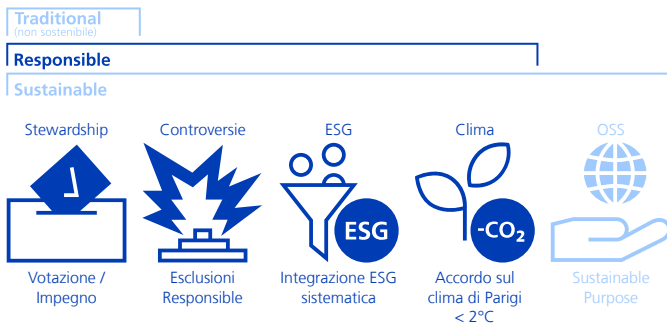 Traditional
(non sostenibile)
Responsible
Sustainable
Stewardship
Controversie
ESG
Clima
OSS
ESG
-CO₂
Votazione /
Impegno
Esclusioni
Responsible
Integrazione ESG
sistematica
Accordo sul
clima di Parigi
< 2°C
Sustainable
Purpose